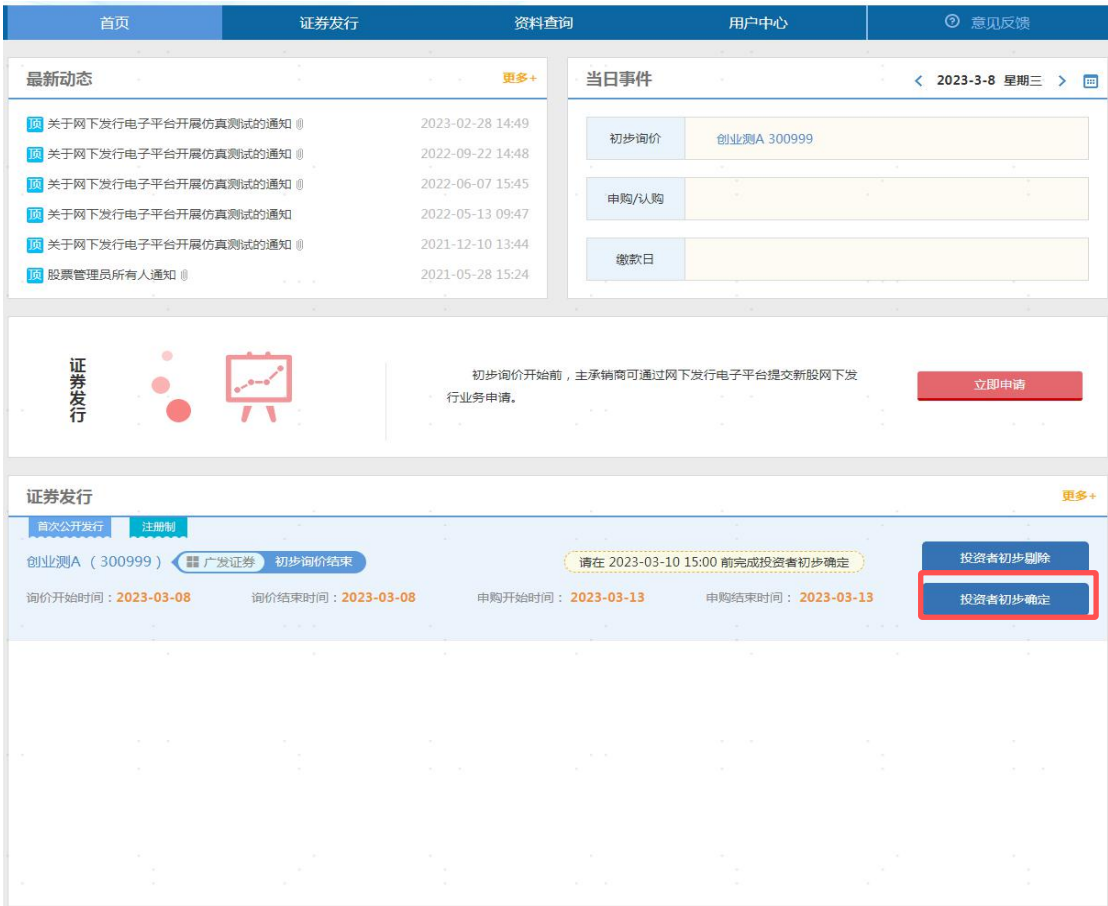 首页 证券发行 资料查询 用户中心 意见反馈
最新动态 更多+
顶 关于网下发行电子平台开展仿真测试的通知 2023-02-28 14:49
顶 关于网下发行电子平台开展仿真测试的通知 2022-09-22 14:48
顶 关于网下发行电子平台开展仿真测试的通知 2022-06-07 15:45
顶 关于网下发行电子平台开展仿真测试的通知 2022-05-13 09:47
顶 关于网下发行电子平台开展仿真测试的通知 2021-12-10 13:44
顶 股票管理员所有人通知 2021-05-28 15:24
当日事件 2023-3-8 星期三
初步询价 创业测A 300999
申购/认购
缴款日
证券发行
初步询价开始前，主承销商可通过网下发行电子平台提交新股网下发
行业务申请。
立即申请
证券发行 更多+
首次公开发行 注册制
创业测A （300999） 广发证券 初步询价结束 请在 2023-03-10 15:00 前完成投资者初步确定 投资者初步剔除
询价开始时间：2023-03-08 询价结束时间：2023-03-08 申购开始时间： 2023-03-13 申购结束时间： 2023-03-13 投资者初步确定